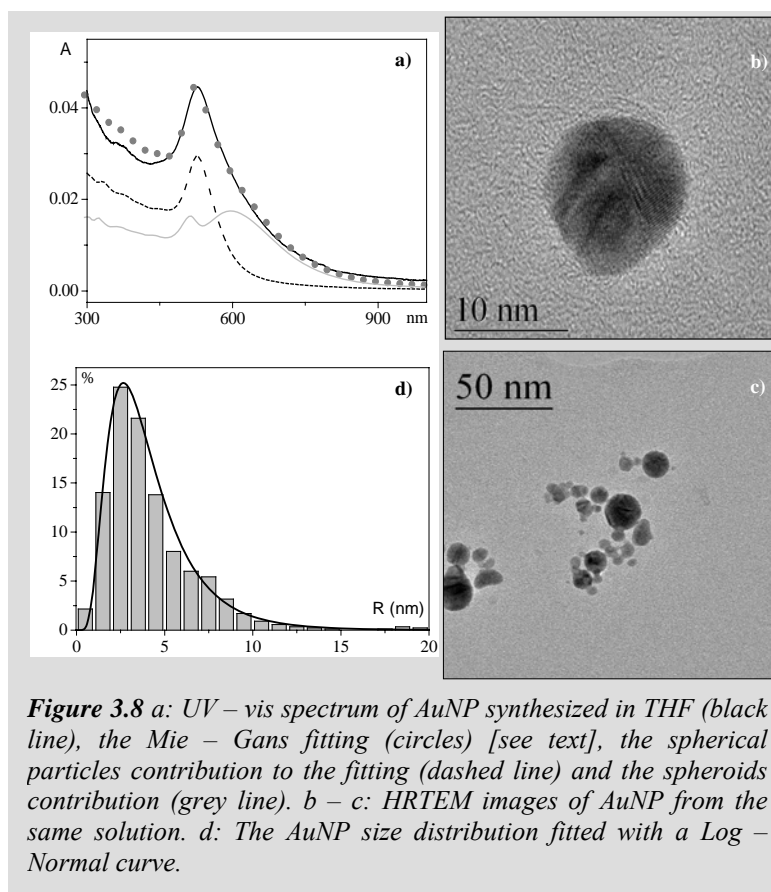 A
a)
0.04
0.02
0.00
300
600
900
nm
b)
10 nm
%
d)
25
20
15
10
5
0
0
5
10
15
20
R (nm)
50 nm
c)
Figure 3.8 a: UV – vis spectrum of AuNP synthesized in THF (black
line), the Mie – Gans fitting (circles) [see text], the spherical
particles contribution to the fitting (dashed line) and the spheroids
contribution (grey line). b – c: HRTEM images of AuNP from the
same solution. d: The AuNP size distribution fitted with a Log –
Normal curve.